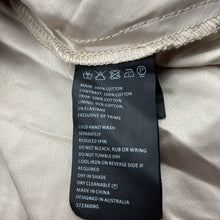 MAIN: 100% COTTON
CONTRAST: 100% COTTON
TRIM: 100% COTTON
LINING: 95% COTTON
5% ELASTANE
EXCLUSIVE OF TRIMS
COLD HAND WASH
SEPARATELY
REDUCED SPIN
DO NOT BLEACH, RUB OR WRING
DO NOT TUMBLE DRY
COOL IRON ON REVERSE SIDE IF
REQUIRED
DRY IN SHADE
DRY CLEANABLE (P)
MADE IN CHINA
DESIGNED IN AUSTRALIA